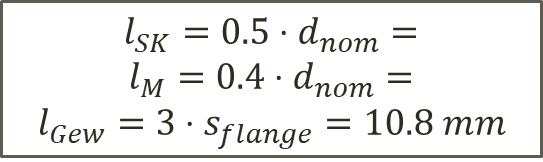 l_SK = 0.5 · d_nom =
l_M = 0.4 · d_nom =
l_Gew = 3 · s_flange = 10.8 mm